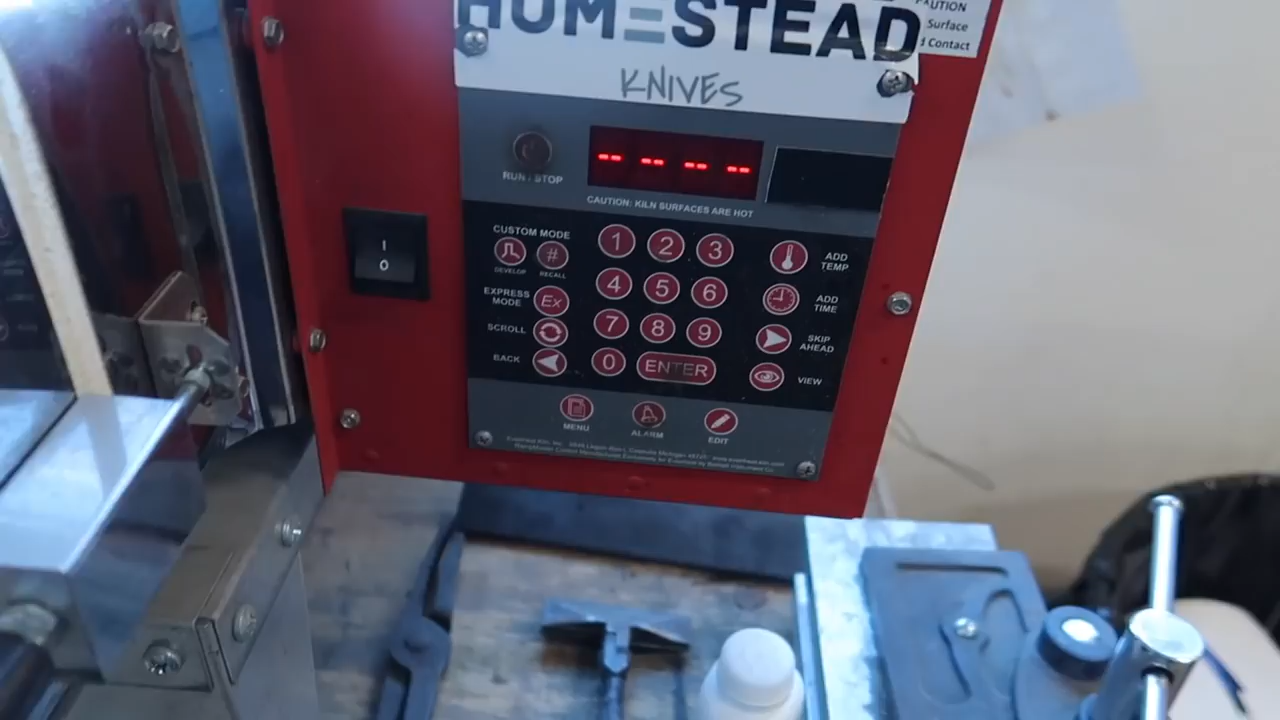 HOMESTEAD
CAUTION
Surface
Contact
KNIVES
-- -- -- --
RUN / STOP
CAUTION: KILN SURFACES ARE HOT
CUSTOM MODE
DEVELOP
#
RECALL
1 2 3
ADD TEMP
EXPRESS MODE
Ex
4 5 6
ADD TIME
SCROLL
7 8 9
SKIP AHEAD
BACK
0 ENTER
VIEW
MENU
ALARM
EDIT
I
0